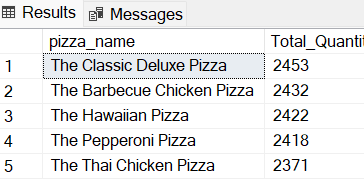 Results Messages
pizza_name Total_Quantit
1 The Classic Deluxe Pizza 2453
2 The Barbecue Chicken Pizza 2432
3 The Hawaiian Pizza 2422
4 The Pepperoni Pizza 2418
5 The Thai Chicken Pizza 2371